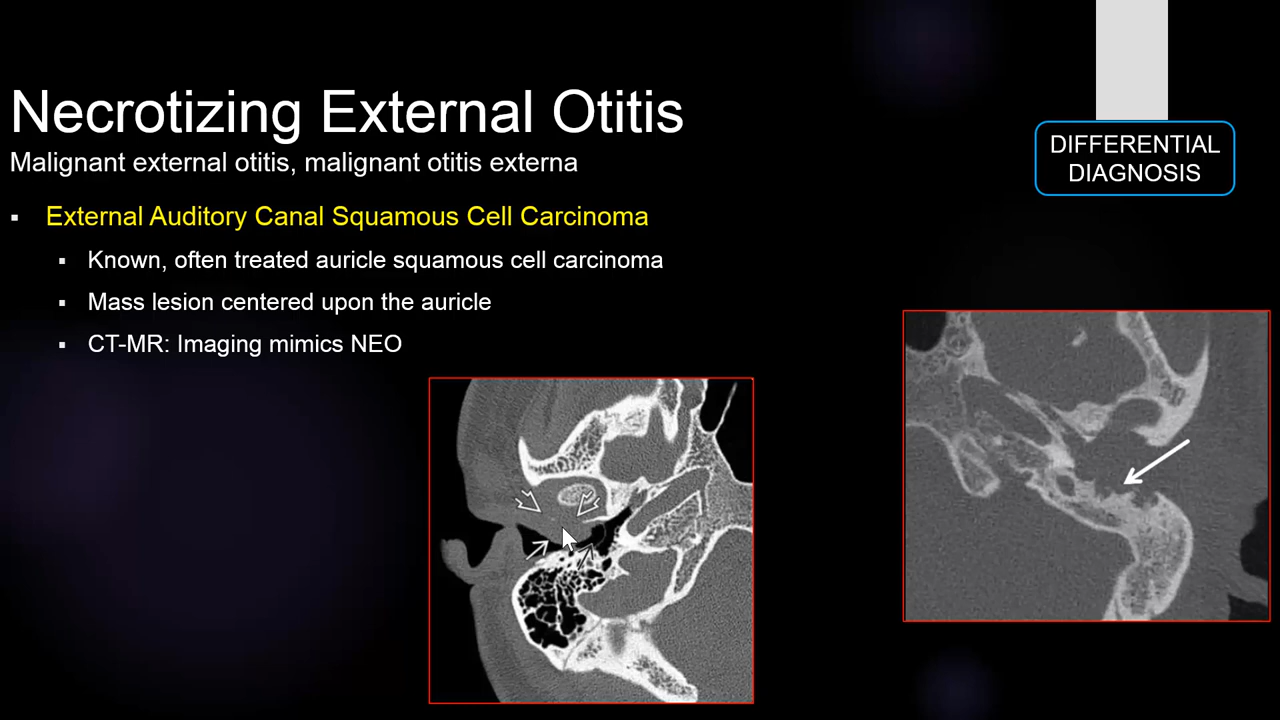 Necrotizing External Otitis
Malignant external otitis, malignant otitis externa
DIFFERENTIAL
DIAGNOSIS
▪ External Auditory Canal Squamous Cell Carcinoma
▪ Known, often treated auricle squamous cell carcinoma
▪ Mass lesion centered upon the auricle
▪ CT-MR: Imaging mimics NEO